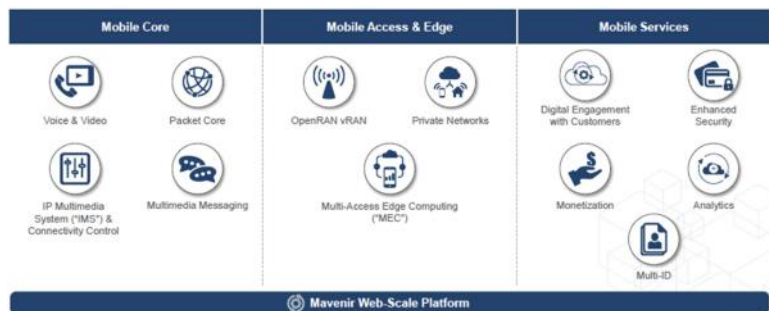 Mobile Core
Voice & Video
Packet Core
IP Multimedia
System ("IMS") &
Connectivity Control
Multimedia Messaging
Mobile Access & Edge
OpenRAN vRAN
Private Networks
Multi-Access Edge Computing
("MEC")
Mobile Services
Digital Engagement
with Customers
Enhanced
Security
$
Monetization
Analytics
Multi-ID
Mavenir Web-Scale Platform